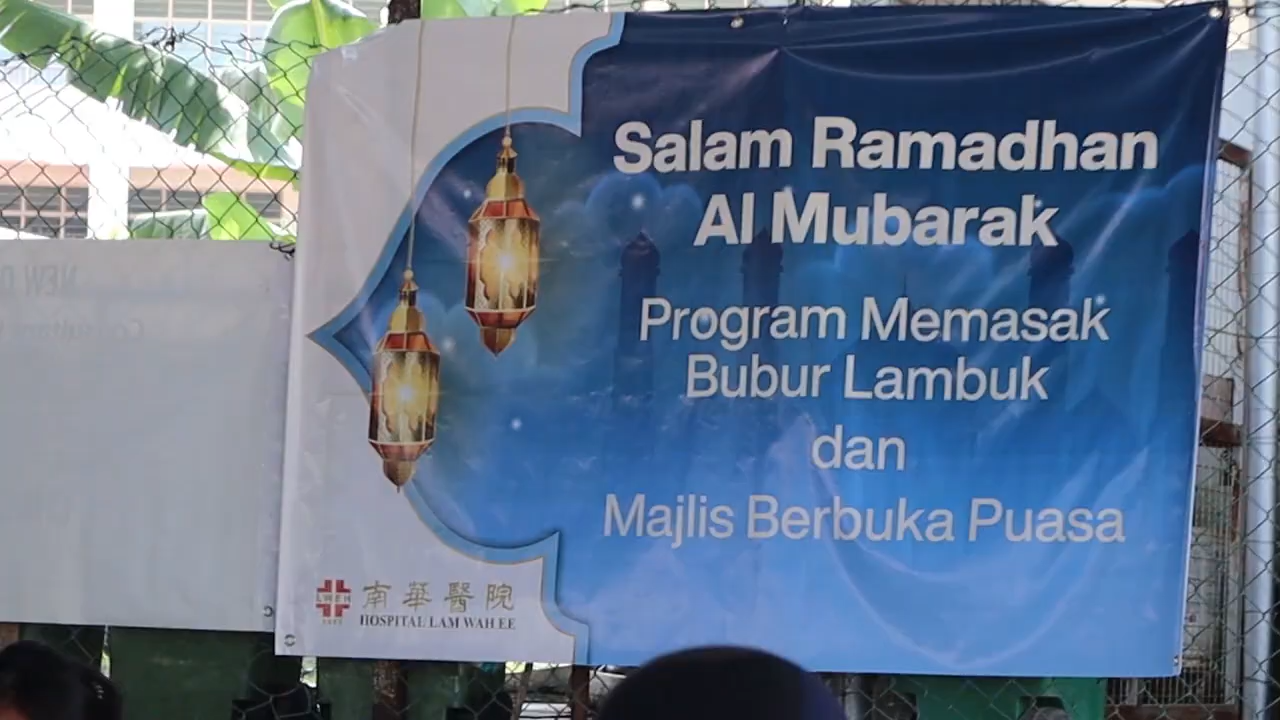 Salam Ramadhan
Al Mubarak
Program Memasak
Bubur Lambuk
dan
Majlis Berbuka Puasa
南華醫院
HOSPITAL LAM WAH EE